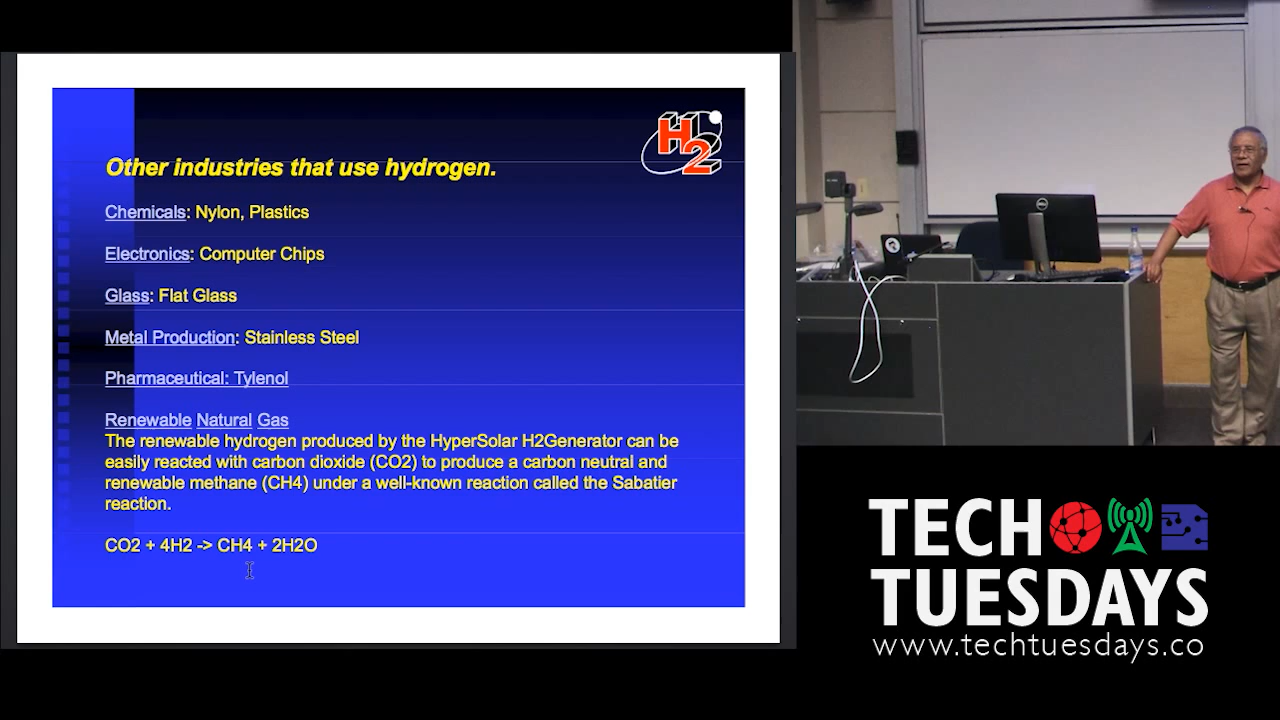 H2
Other industries that use hydrogen.
Chemicals: Nylon, Plastics
Electronics: Computer Chips
Glass: Flat Glass
Metal Production: Stainless Steel
Pharmaceutical: Tylenol
Renewable Natural Gas
The renewable hydrogen produced by the HyperSolar H2Generator can be
easily reacted with carbon dioxide (CO2) to produce a carbon neutral and
renewable methane (CH4) under a well-known reaction called the Sabatier
reaction.
CO2 + 4H2 -> CH4 + 2H2O
DELL
TECH
TUESDAYS
www.techtuesdays.co